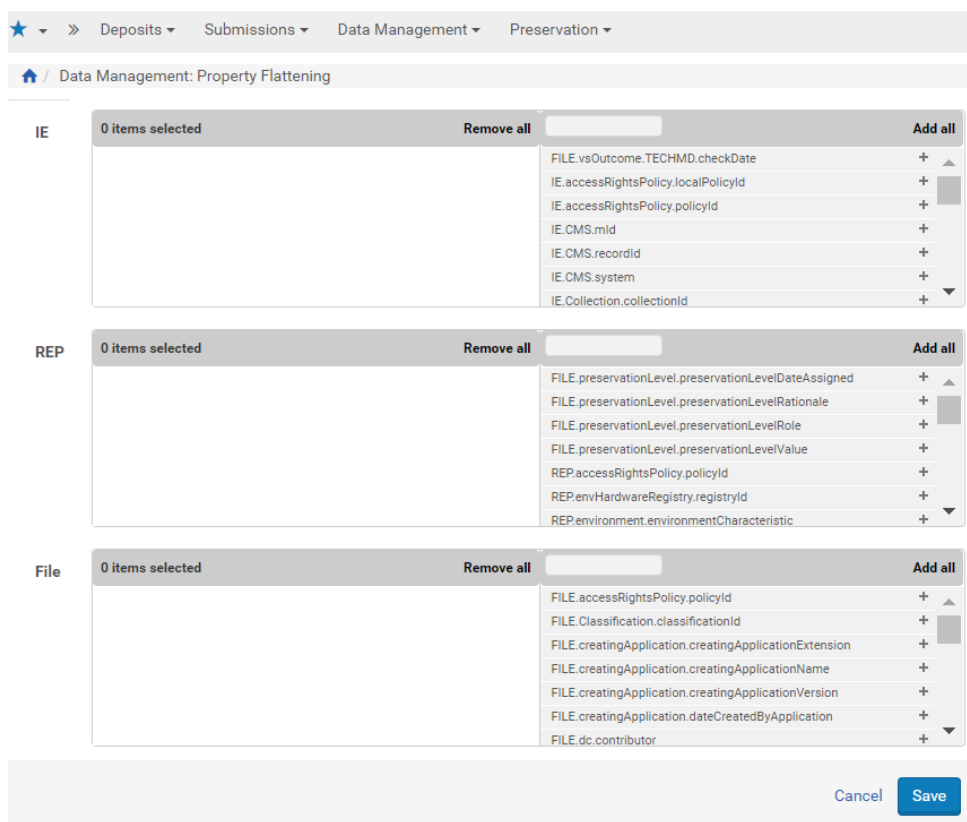 Deposits Submissions Data Management Preservation
/ Data Management: Property Flattening
IE
0 items selected Remove all Add all
FILE.vsOutcome.TECHMD.checkDate +
IE.accessRightsPolicy.localPolicyId +
IE.accessRightsPolicy.policyId +
IE.CMS.mId +
IE.CMS.recordId +
IE.CMS.system +
IE.Collection.collectionId +
REP
0 items selected Remove all Add all
FILE.preservationLevel.preservationLevelDateAssigned +
FILE.preservationLevel.preservationLevelRationale +
FILE.preservationLevel.preservationLevelRole +
FILE.preservationLevel.preservationLevelValue +
REP.accessRightsPolicy.policyId +
REP.envHardwareRegistry.registryId +
REP.environment.environmentCharacteristic +
File
0 items selected Remove all Add all
FILE.accessRightsPolicy.policyId +
FILE.Classification.classificationId +
FILE.creatingApplication.creatingApplicationExtension +
FILE.creatingApplication.creatingApplicationName +
FILE.creatingApplication.creatingApplicationVersion +
FILE.creatingApplication.dateCreatedByApplication +
FILE.dc.contributor +
Cancel Save